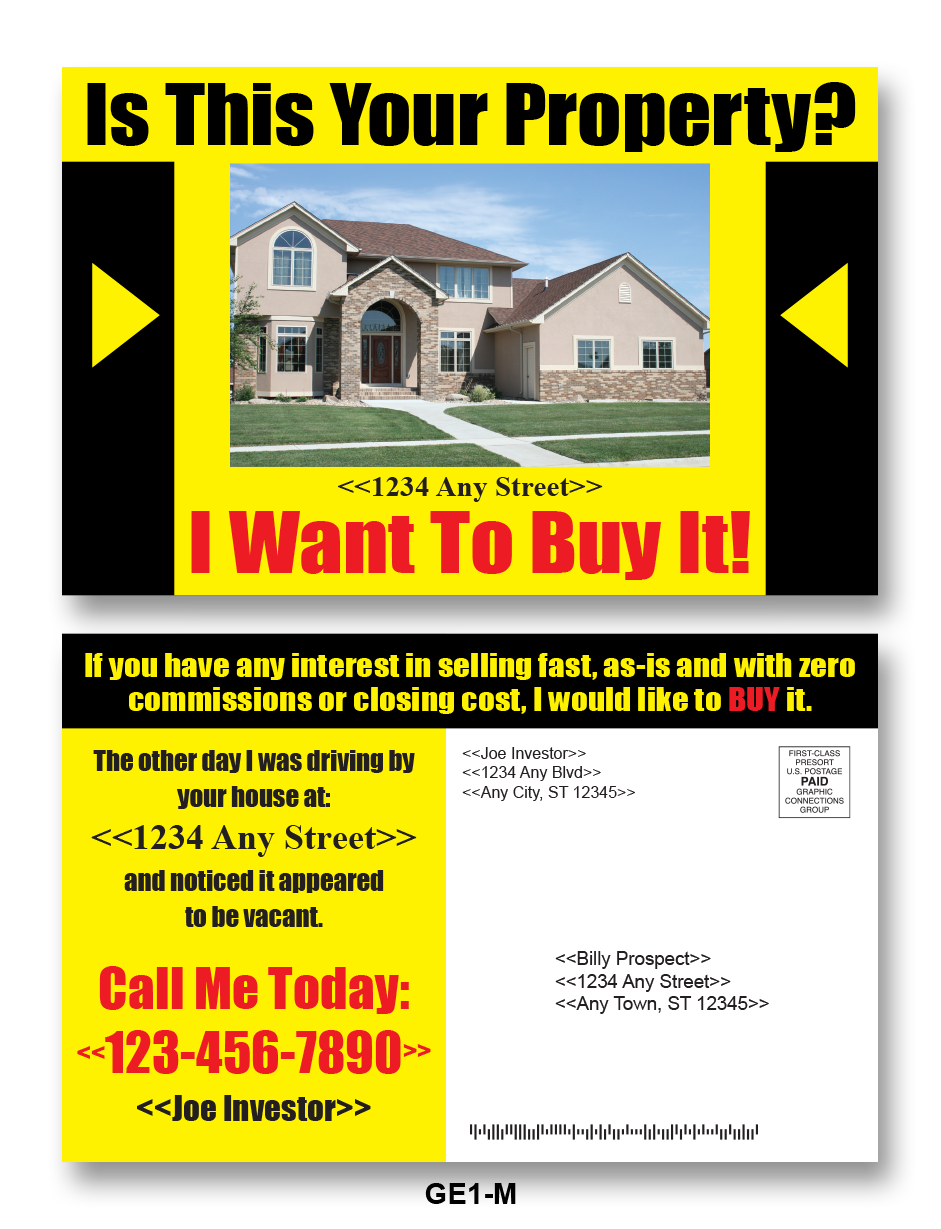 Is This Your Property?
<<1234 Any Street>>
I Want To Buy It!
If you have any interest in selling fast, as-is and with zero
commissions or closing cost, I would like to BUY it.
The other day I was driving by
your house at:
<<1234 Any Street>>
and noticed it appeared
to be vacant.
Call Me Today:
<<123-456-7890>>
<<Joe Investor>>
<<Joe Investor>>
<<1234 Any Blvd>>
<<Any City, ST 12345>>
FIRST-CLASS
PRESORT
U.S. POSTAGE
PAID
GRAPHIC
CONNECTIONS
GROUP
<<Billy Prospect>>
<<1234 Any Street>>
<<Any Town, ST 12345>>
GE1-M